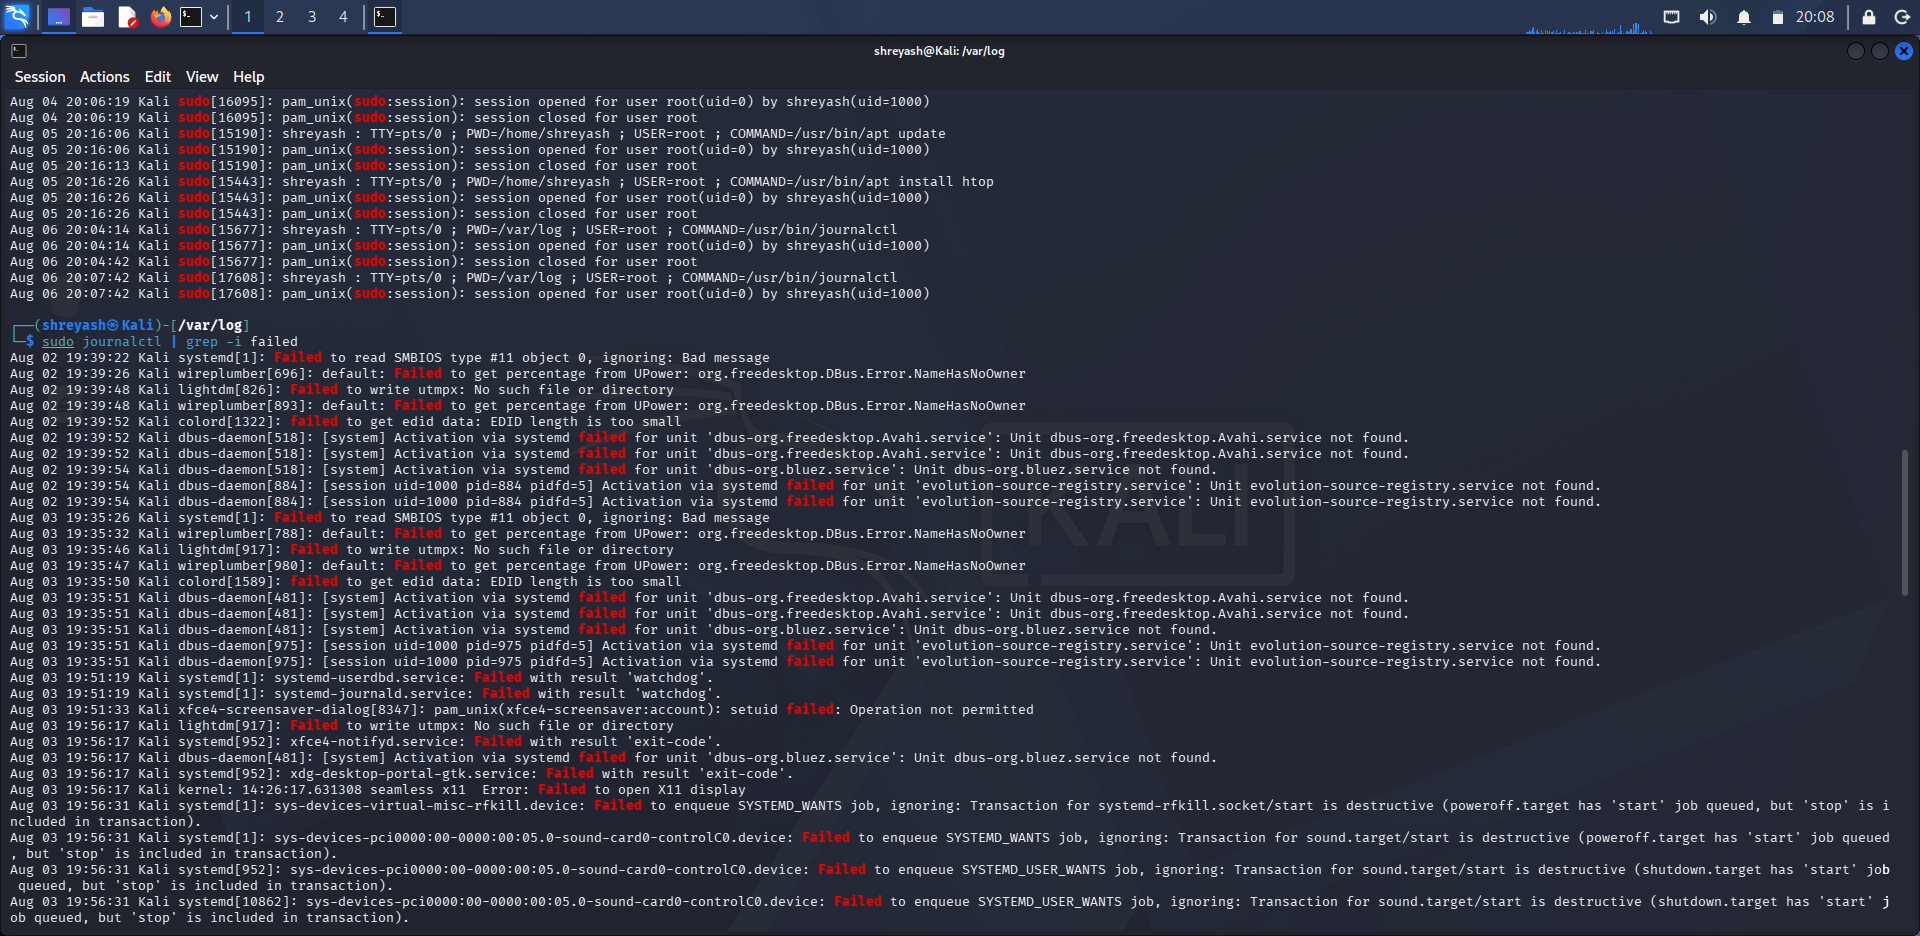 1 2 3 4 20:08
shreyash@Kali: /var/log
Session Actions Edit View Help
Aug 04 20:06:19 Kali sudo[16095]: pam_unix(sudo:session): session opened for user root(uid=0) by shreyash(uid=1000)
Aug 04 20:06:19 Kali sudo[16095]: pam_unix(sudo:session): session closed for user root
Aug 05 20:16:06 Kali sudo[15190]: shreyash : TTY=pts/0 ; PWD=/home/shreyash ; USER=root ; COMMAND=/usr/bin/apt update
Aug 05 20:16:06 Kali sudo[15190]: pam_unix(sudo:session): session opened for user root(uid=0) by shreyash(uid=1000)
Aug 05 20:16:13 Kali sudo[15190]: pam_unix(sudo:session): session closed for user root
Aug 05 20:16:26 Kali sudo[15443]: shreyash : TTY=pts/0 ; PWD=/home/shreyash ; USER=root ; COMMAND=/usr/bin/apt install htop
Aug 05 20:16:26 Kali sudo[15443]: pam_unix(sudo:session): session opened for user root(uid=0) by shreyash(uid=1000)
Aug 05 20:16:26 Kali sudo[15443]: pam_unix(sudo:session): session closed for user root
Aug 06 20:04:14 Kali sudo[15677]: shreyash : TTY=pts/0 ; PWD=/var/log ; USER=root ; COMMAND=/usr/bin/journalctl
Aug 06 20:04:14 Kali sudo[15677]: pam_unix(sudo:session): session opened for user root(uid=0) by shreyash(uid=1000)
Aug 06 20:04:42 Kali sudo[15677]: pam_unix(sudo:session): session closed for user root
Aug 06 20:07:42 Kali sudo[17608]: shreyash : TTY=pts/0 ; PWD=/var/log ; USER=root ; COMMAND=/usr/bin/journalctl
Aug 06 20:07:42 Kali sudo[17608]: pam_unix(sudo:session): session opened for user root(uid=0) by shreyash(uid=1000)
┌──(shreyash㉿Kali)-[/var/log]
└─$ sudo journalctl | grep -i failed
Aug 02 19:39:22 Kali systemd[1]: Failed to read SMBIOS type #11 object 0, ignoring: Bad message
Aug 02 19:39:26 Kali wireplumber[696]: default: Failed to get percentage from UPower: org.freedesktop.DBus.Error.NameHasNoOwner
Aug 02 19:39:48 Kali lightdm[826]: Failed to write utmpx: No such file or directory
Aug 02 19:39:48 Kali wireplumber[893]: default: Failed to get percentage from UPower: org.freedesktop.DBus.Error.NameHasNoOwner
Aug 02 19:39:52 Kali colord[1322]: failed to get edid data: EDID length is too small
Aug 02 19:39:52 Kali dbus-daemon[518]: [system] Activation via systemd failed for unit 'dbus-org.freedesktop.Avahi.service': Unit dbus-org.freedesktop.Avahi.service not found.
Aug 02 19:39:52 Kali dbus-daemon[518]: [system] Activation via systemd failed for unit 'dbus-org.freedesktop.Avahi.service': Unit dbus-org.freedesktop.Avahi.service not found.
Aug 02 19:39:54 Kali dbus-daemon[518]: [system] Activation via systemd failed for unit 'dbus-org.bluez.service': Unit dbus-org.bluez.service not found.
Aug 02 19:39:54 Kali dbus-daemon[884]: [session uid=1000 pid=884 pidfd=5] Activation via systemd failed for unit 'evolution-source-registry.service': Unit evolution-source-registry.service not found.
Aug 02 19:39:54 Kali dbus-daemon[884]: [session uid=1000 pid=884 pidfd=5] Activation via systemd failed for unit 'evolution-source-registry.service': Unit evolution-source-registry.service not found.
Aug 03 19:35:26 Kali systemd[1]: Failed to read SMBIOS type #11 object 0, ignoring: Bad message
Aug 03 19:35:32 Kali wireplumber[788]: default: Failed to get percentage from UPower: org.freedesktop.DBus.Error.NameHasNoOwner
Aug 03 19:35:46 Kali lightdm[917]: Failed to write utmpx: No such file or directory
Aug 03 19:35:47 Kali wireplumber[980]: default: Failed to get percentage from UPower: org.freedesktop.DBus.Error.NameHasNoOwner
Aug 03 19:35:50 Kali colord[1589]: failed to get edid data: EDID length is too small
Aug 03 19:35:51 Kali dbus-daemon[481]: [system] Activation via systemd failed for unit 'dbus-org.freedesktop.Avahi.service': Unit dbus-org.freedesktop.Avahi.service not found.
Aug 03 19:35:51 Kali dbus-daemon[481]: [system] Activation via systemd failed for unit 'dbus-org.freedesktop.Avahi.service': Unit dbus-org.freedesktop.Avahi.service not found.
Aug 03 19:35:51 Kali dbus-daemon[481]: [system] Activation via systemd failed for unit 'dbus-org.bluez.service': Unit dbus-org.bluez.service not found.
Aug 03 19:35:51 Kali dbus-daemon[975]: [session uid=1000 pid=975 pidfd=5] Activation via systemd failed for unit 'evolution-source-registry.service': Unit evolution-source-registry.service not found.
Aug 03 19:35:51 Kali dbus-daemon[975]: [session uid=1000 pid=975 pidfd=5] Activation via systemd failed for unit 'evolution-source-registry.service': Unit evolution-source-registry.service not found.
Aug 03 19:51:19 Kali systemd[1]: systemd-userdbd.service: Failed with result 'watchdog'.
Aug 03 19:51:19 Kali systemd[1]: systemd-journald.service: Failed with result 'watchdog'.
Aug 03 19:51:33 Kali xfce4-screensaver-dialog[8347]: pam_unix(xfce4-screensaver:account): setuid failed: Operation not permitted
Aug 03 19:56:17 Kali lightdm[917]: Failed to write utmpx: No such file or directory
Aug 03 19:56:17 Kali systemd[952]: xfce4-notifyd.service: Failed with result 'exit-code'.
Aug 03 19:56:17 Kali dbus-daemon[481]: [system] Activation via systemd failed for unit 'dbus-org.bluez.service': Unit dbus-org.bluez.service not found.
Aug 03 19:56:17 Kali systemd[952]: xdg-desktop-portal-gtk.service: Failed with result 'exit-code'.
Aug 03 19:56:17 Kali kernel: 14:26:17.631308 seamless x11  Error: Failed to open X11 display
Aug 03 19:56:31 Kali systemd[1]: sys-devices-virtual-misc-rfkill.device: Failed to enqueue SYSTEMD_WANTS job, ignoring: Transaction for systemd-rfkill.socket/start is destructive (poweroff.target has 'start' job queued, but 'stop' is i
ncluded in transaction).
Aug 03 19:56:31 Kali systemd[1]: sys-devices-pci0000:00-0000:00:05.0-sound-card0-controlC0.device: Failed to enqueue SYSTEMD_WANTS job, ignoring: Transaction for sound.target/start is destructive (poweroff.target has 'start' job queued
, but 'stop' is included in transaction).
Aug 03 19:56:31 Kali systemd[952]: sys-devices-pci0000:00-0000:00:05.0-sound-card0-controlC0.device: Failed to enqueue SYSTEMD_USER_WANTS job, ignoring: Transaction for sound.target/start is destructive (shutdown.target has 'start' job
 queued, but 'stop' is included in transaction).
Aug 03 19:56:31 Kali systemd[10862]: sys-devices-pci0000:00-0000:00:05.0-sound-card0-controlC0.device: Failed to enqueue SYSTEMD_USER_WANTS job, ignoring: Transaction for sound.target/start is destructive (shutdown.target has 'start' j
ob queued, but 'stop' is included in transaction).
KALI